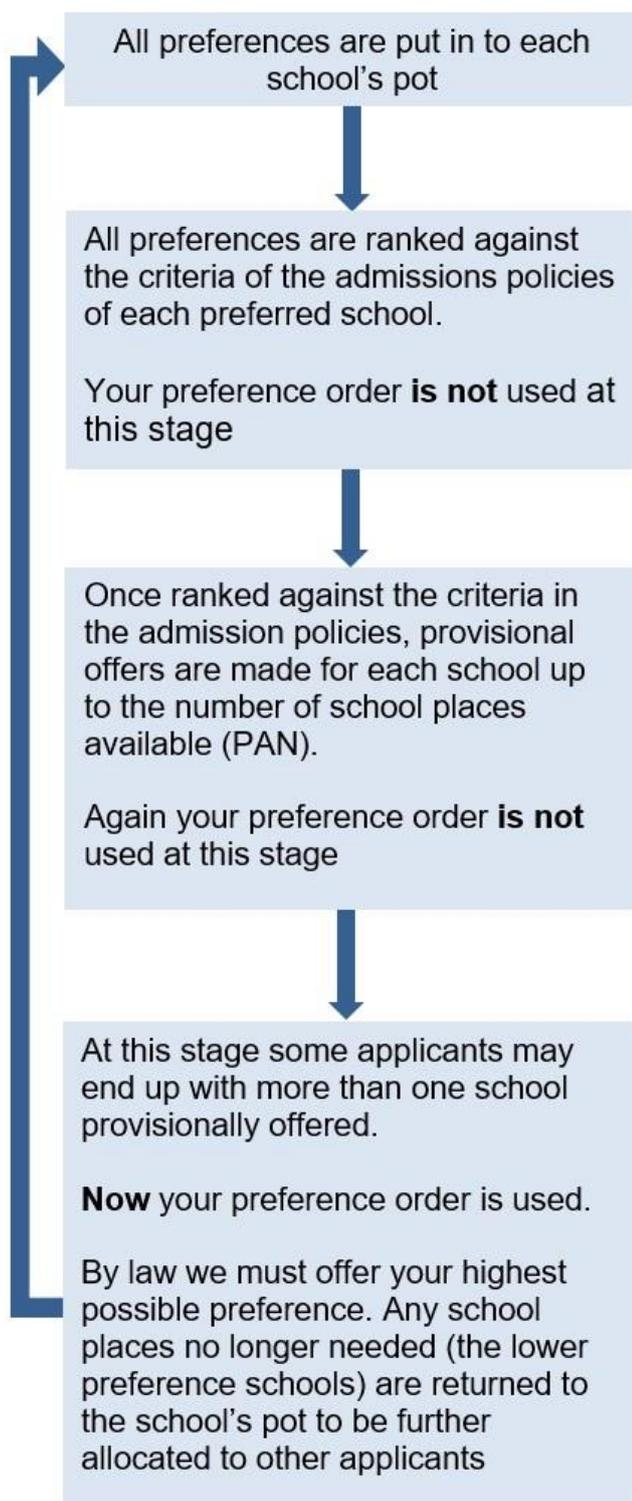 All preferences are put in to each
school’s pot
All preferences are ranked against
the criteria of the admissions policies
of each preferred school.
Your preference order is not used at
this stage
Once ranked against the criteria in
the admission policies, provisional
offers are made for each school up
to the number of school places
available (PAN).
Again your preference order is not
used at this stage
At this stage some applicants may
end up with more than one school
provisionally offered.
Now your preference order is used.
By law we must offer your highest
possible preference. Any school
places no longer needed (the lower
preference schools) are returned to
the school’s pot to be further
allocated to other applicants